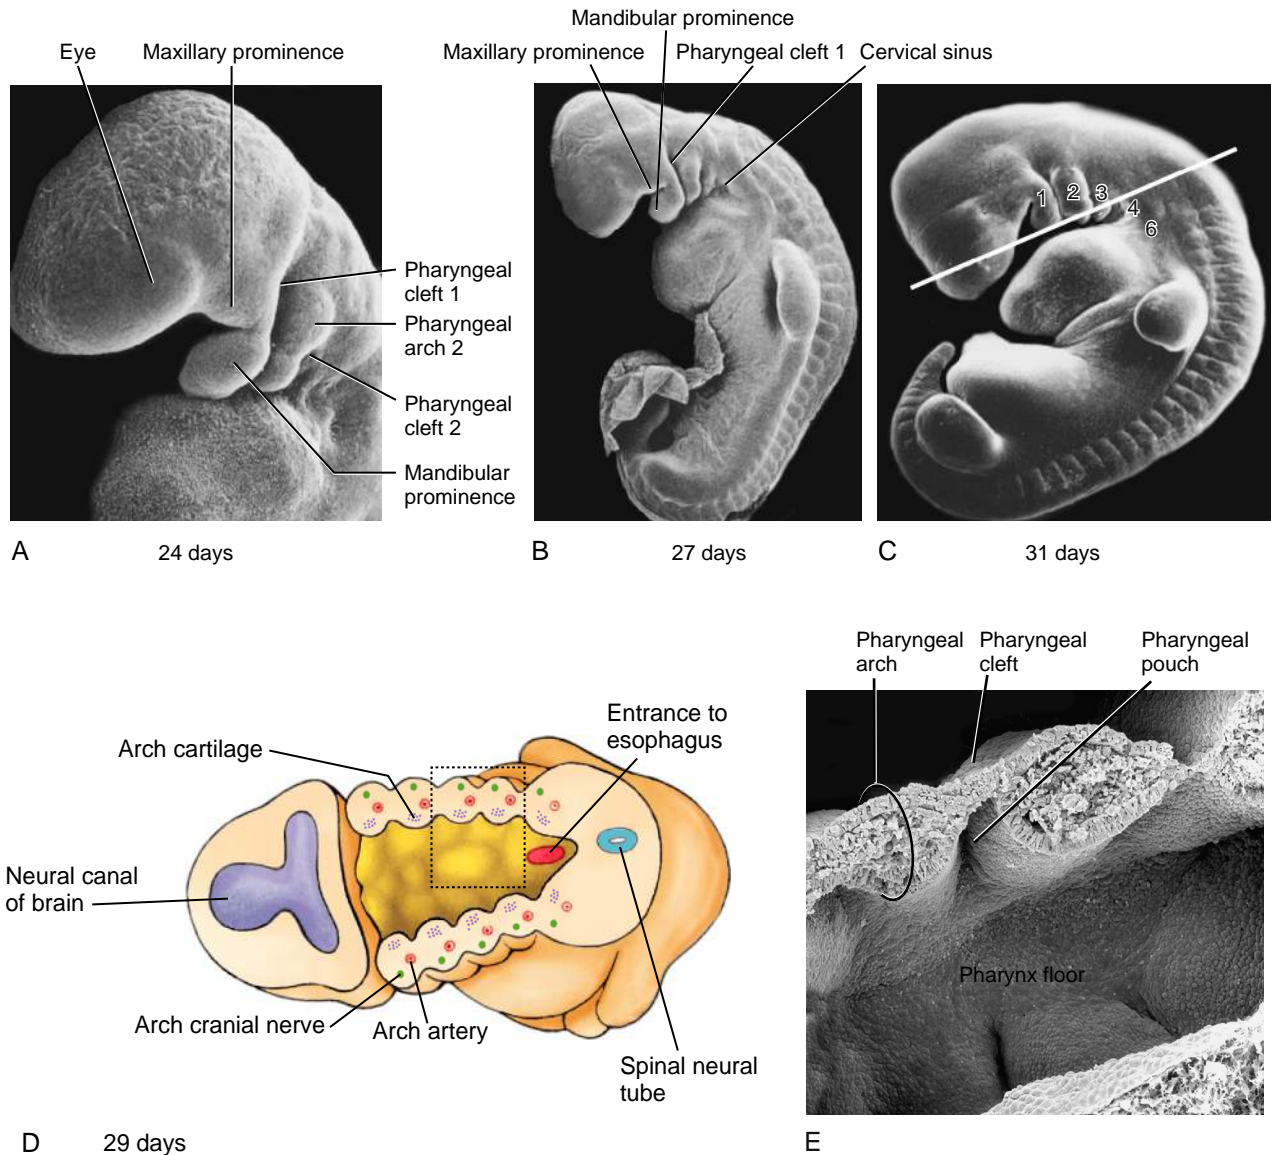 Mandibular prominence
Eye
Maxillary prominence
Maxillary prominence
Pharyngeal cleft 1
Cervical sinus
Pharyngeal
cleft 1
Pharyngeal
arch 2
Pharyngeal
cleft 2
Mandibular
prominence
1
2
3
4
6
A
24 days
B
27 days
C
31 days
Pharyngeal
arch
Pharyngeal
cleft
Pharyngeal
pouch
Entrance to
esophagus
Arch cartilage
Neural canal
of brain
Arch cranial nerve
Arch artery
Spinal neural
tube
Pharynx floor
D
29 days
E